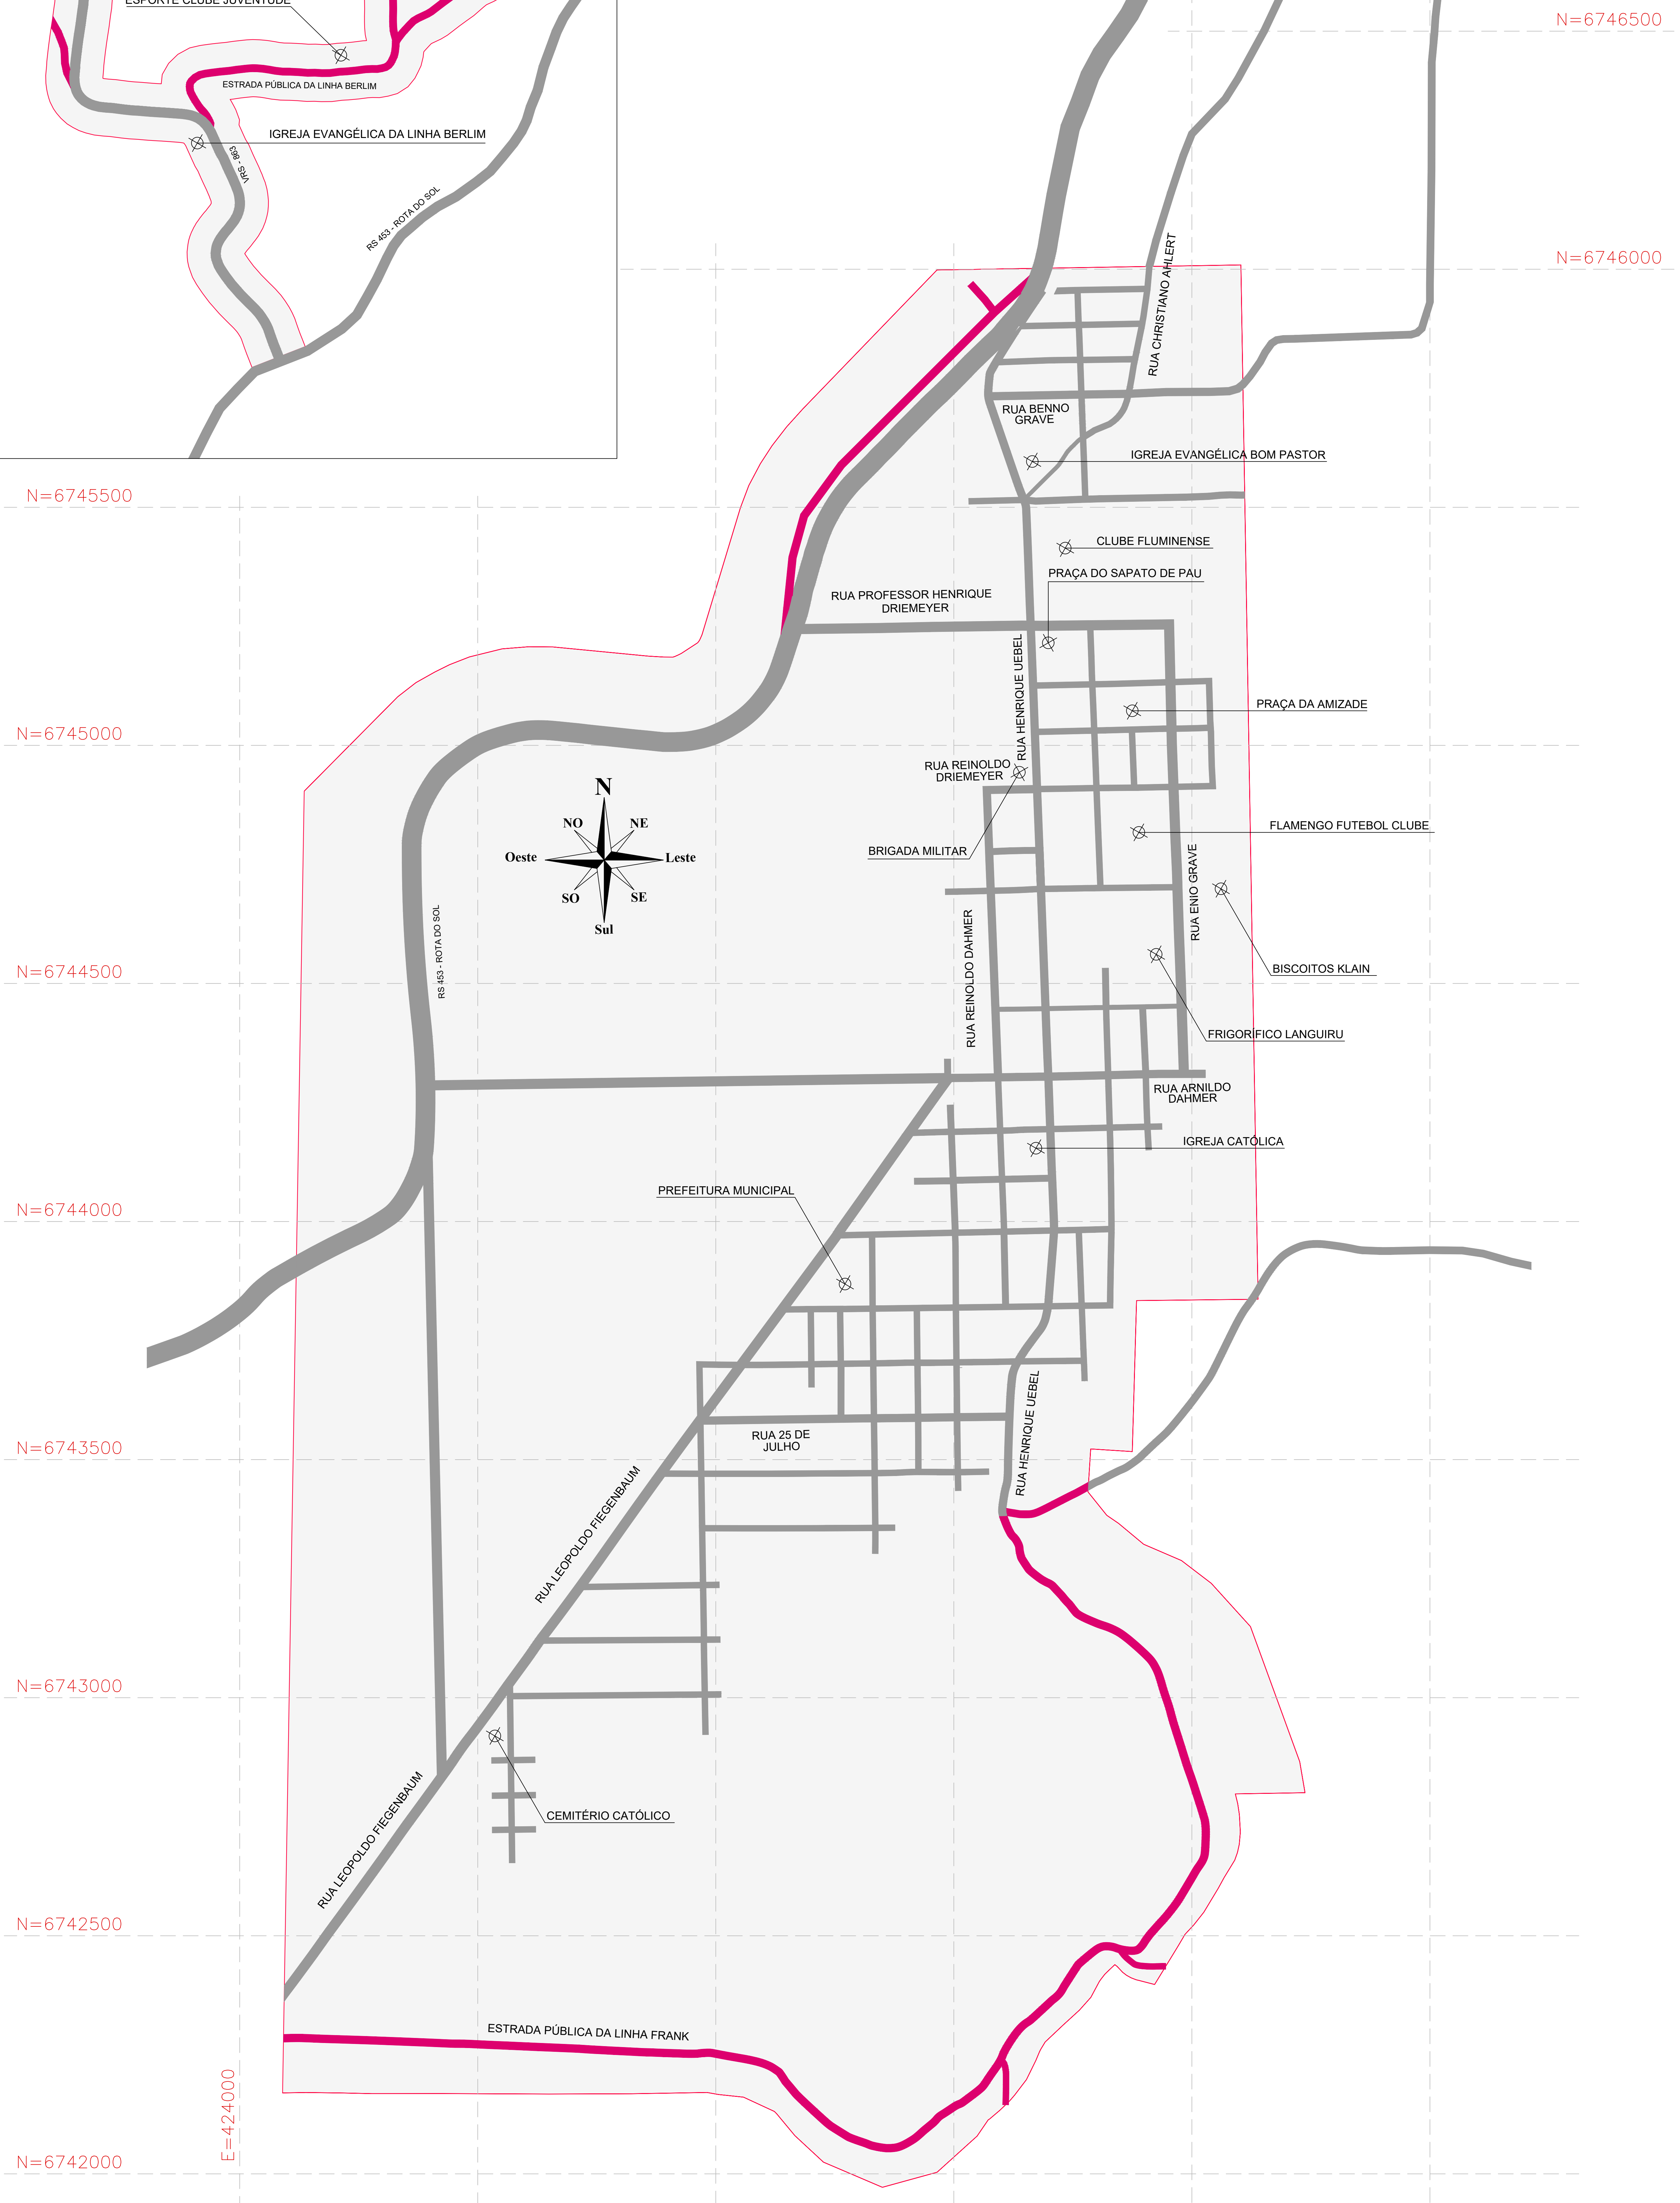 ESPORTE CLUBE JUVENTUDE
N=6746500
ESTRADA PÚBLICA DA LINHA BERLIM
IGREJA EVANGÉLICA DA LINHA BERLIM
VRS - 863
RS 453 - ROTA DO SOL
N=6746000
RUA CHRISTIANO AHLERT
RUA BENNO
GRAVE
IGREJA EVANGÉLICA BOM PASTOR
N=6745500
CLUBE FLUMINENSE
PRAÇA DO SAPATO DE PAU
RUA PROFESSOR HENRIQUE
DRIEMEYER
RUA HENRIQUE UEBEL
PRAÇA DA AMIZADE
N=6745000
RUA REINOLDO
DRIEMEYER
N
NO
NE
Oeste
Leste
SO
SE
Sul
FLAMENGO FUTEBOL CLUBE
BRIGADA MILITAR
RUA ENIO GRAVE
RS 453 - ROTA DO SOL
RUA REINOLDO DAHMER
N=6744500
BISCOITOS KLAIN
FRIGORÍFICO LANGUIRU
RUA ARNILDO
DAHMER
IGREJA CATÓLICA
PREFEITURA MUNICIPAL
N=6744000
RUA HENRIQUE UEBEL
RUA 25 DE
JULHO
N=6743500
RUA LEOPOLDO FIEGENBAUM
N=6743000
CEMITÉRIO CATÓLICO
RUA LEOPOLDO FIEGENBAUM
N=6742500
ESTRADA PÚBLICA DA LINHA FRANK
E=424000
N=6742000